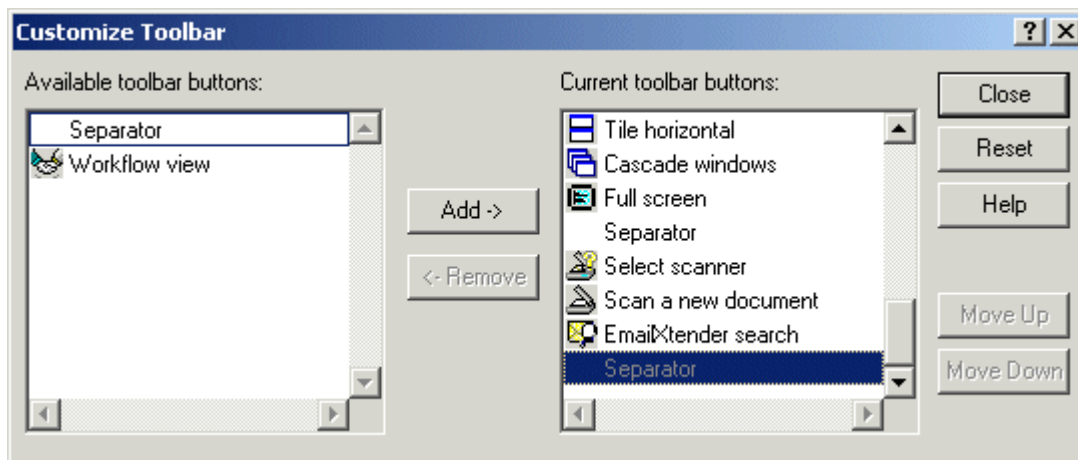 Customize Toolbar
Available toolbar buttons:
Separator
Workflow view
Add ->
<- Remove
Current toolbar buttons:
Tile horizontal
Cascade windows
Full screen
Separator
Select scanner
Scan a new document
EmailXtender search
Separator
Close
Reset
Help
Move Up
Move Down